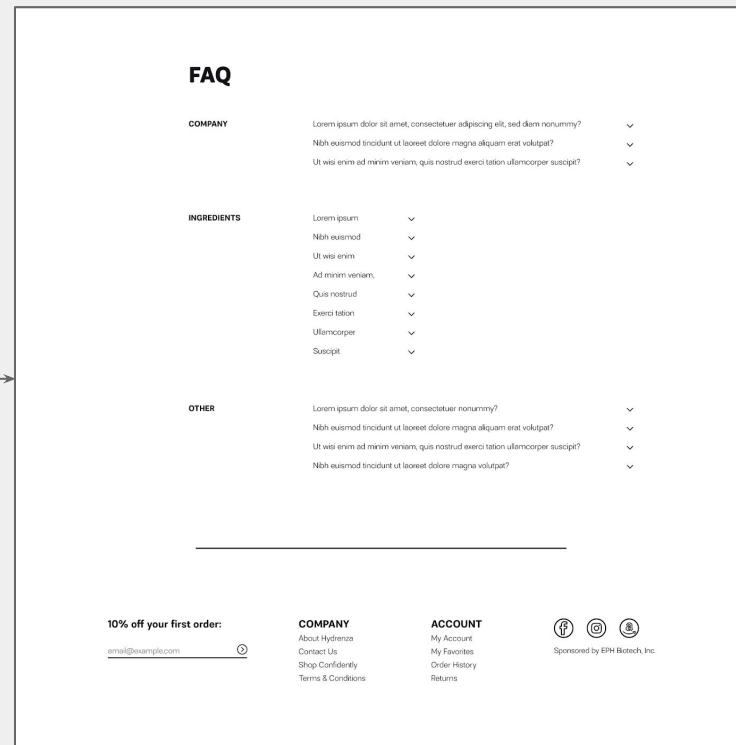 FAQ
COMPANY
Lorem ipsum dolor sit amet, consectetuer adipiscing elit, sed diam nonummy?
Nibh euismod tincidunt ut laoreet dolore magna aliquam erat volutpat?
Ut wisi enim ad minim veniam, quis nostrud exerci tation ullamcorper suscipit?
INGREDIENTS
Lorem ipsum
Nibh euismod
Ut wisi enim
Ad minim veniam,
Quis nostrud
Exerci tation
Ullamcorper
Suscipit
OTHER
Lorem ipsum dolor sit amet, consectetuer nonummy?
Nibh euismod tincidunt ut laoreet dolore magna aliquam erat volutpat?
Ut wisi enim ad minim veniam, quis nostrud exerci tation ullamcorper suscipit?
Nibh euismod tincidunt ut laoreet dolore magna volutpat?
10% off your first order:
email@example.com
COMPANY
About Hydrenza
Contact Us
Shop Confidently
Terms & Conditions
ACCOUNT
My Account
My Favorites
Order History
Returns
Sponsored by EPH Biotech, Inc.